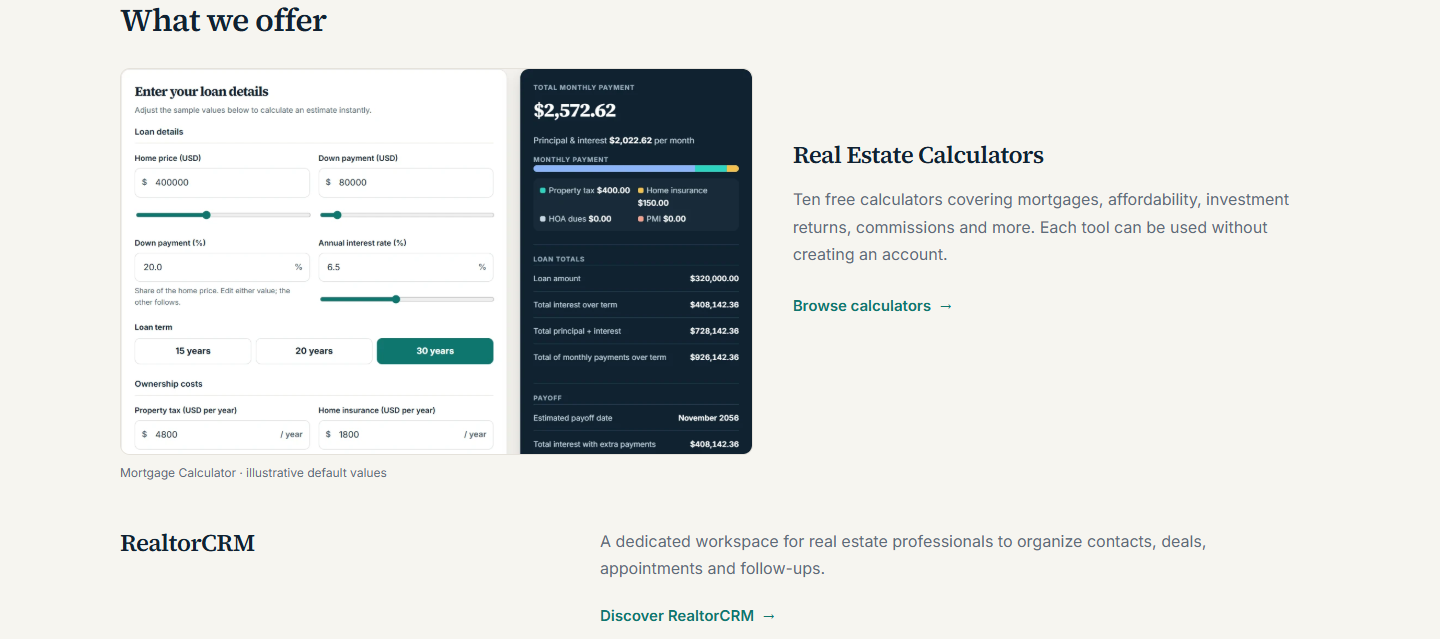 What we offer
Enter your loan details
Adjust the sample values below to calculate an estimate instantly.
Loan details
Home price (USD)
Down payment (USD)
$ 400000
$ 80000
Down payment (%)
Annual interest rate (%)
20.0 %
6.5 %
Share of the home price. Edit either value; the
other follows.
Loan term
15 years
20 years
30 years
Ownership costs
Property tax (USD per year)
Home insurance (USD per year)
$ 4800 / year
$ 1800 / year
TOTAL MONTHLY PAYMENT
$2,572.62
Principal & interest $2,022.62 per month
MONTHLY PAYMENT
Property tax $400.00
Home insurance
$150.00
HOA dues $0.00
PMI $0.00
LOAN TOTALS
Loan amount $320,000.00
Total interest over term $408,142.36
Total principal + interest $728,142.36
Total of monthly payments over term $926,142.36
PAYOFF
Estimated payoff date November 2056
Total interest with extra payments $408,142.36
Mortgage Calculator · illustrative default values
Real Estate Calculators
Ten free calculators covering mortgages, affordability, investment
returns, commissions and more. Each tool can be used without
creating an account.
Browse calculators →
RealtorCRM
A dedicated workspace for real estate professionals to organize contacts, deals,
appointments and follow-ups.
Discover RealtorCRM →